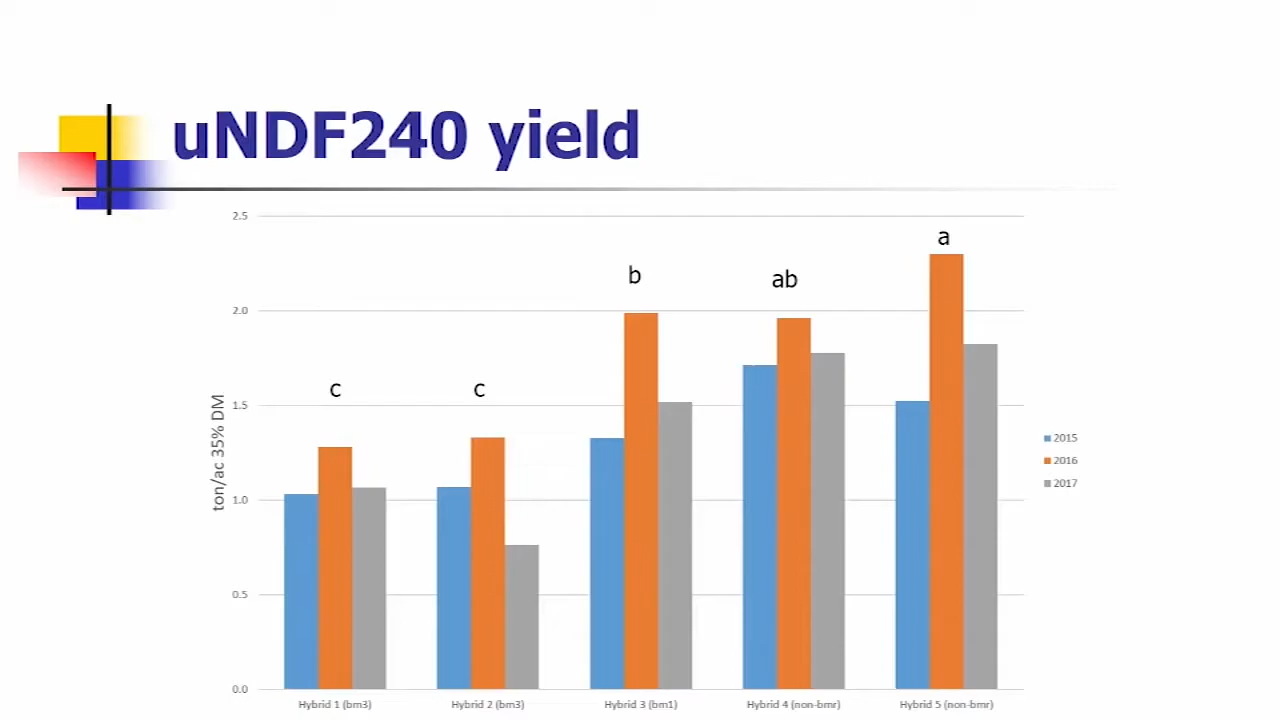 uNDF240 yield
2.5
2.0
1.5
1.0
0.5
0.0
ton/ac 35% DM
c
c
b
ab
a
Hybrid 1 (bm3)
Hybrid 2 (bm3)
Hybrid 3 (bm1)
Hybrid 4 (non-bmr)
Hybrid 5 (non-bmr)
2015
2016
2017